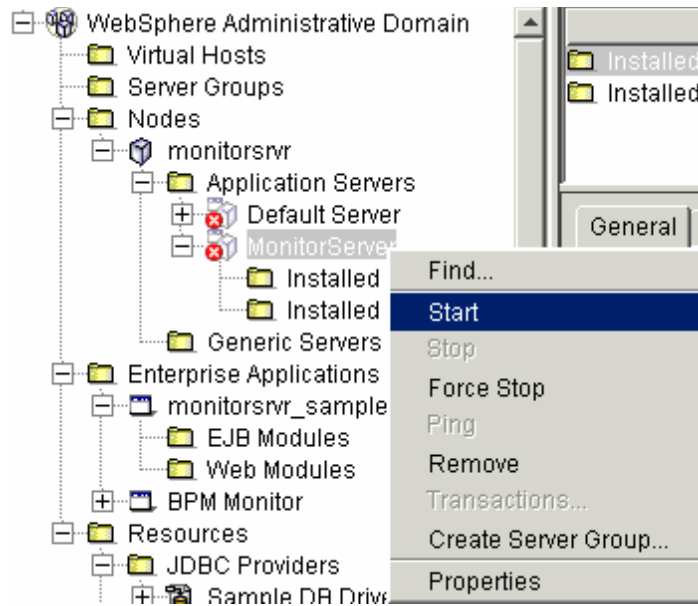 WebSphere Administrative Domain
Virtual Hosts
Server Groups
Nodes
monitorsrvr
Application Servers
Default Server
MonitorServer
Installed
Installed
Generic Servers
Enterprise Applications
monitorsrvr_sample
EJB Modules
Web Modules
BPM Monitor
Resources
JDBC Providers
Sample DB Drive
Installed
Installed
General
Find...
Start
Stop
Force Stop
Ping
Remove
Transactions...
Create Server Group...
Properties